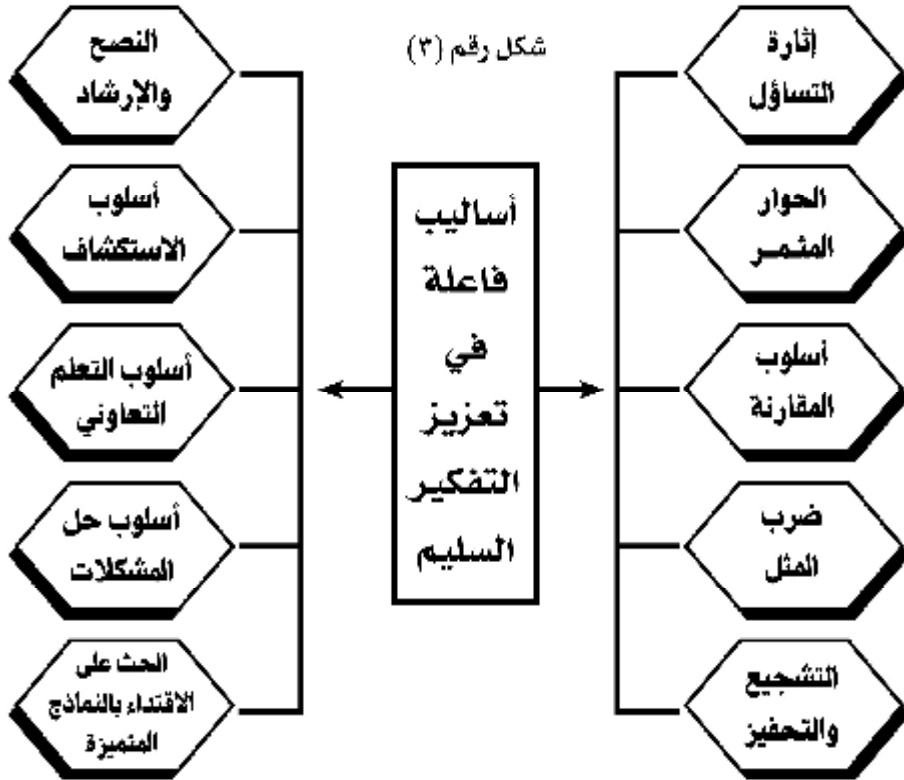 شكل رقم (٣)
أساليب
فاعلة
في
تعزيز
التفكير
السليم
إثارة
التساؤل
الحوار
المثمر
أسلوب
المقارنة
ضرب
المثل
التشجيع
والتحفيز
النصح
والإرشاد
أسلوب
الاستكشاف
أسلوب التعلم
التعاوني
أسلوب حل
المشكلات
الحث على
الاقتداء بالنماذج
المتميزة